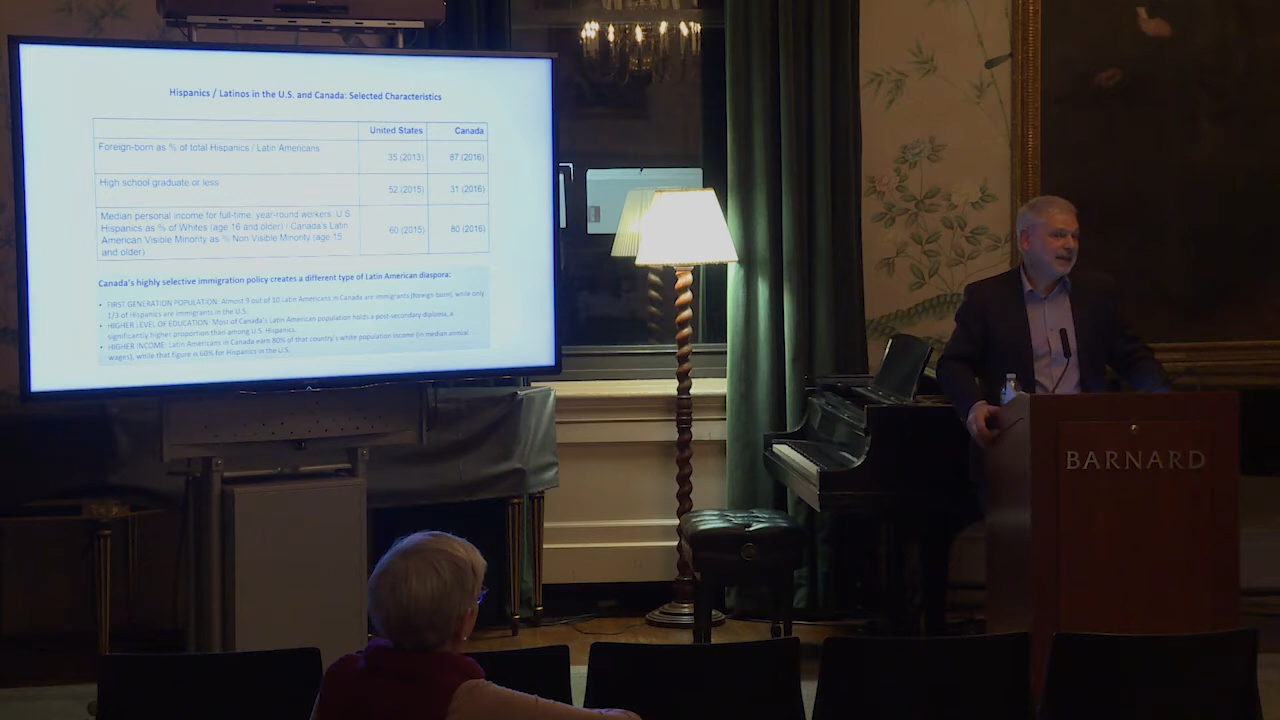 Hispanics / Latinos in the U.S. and Canada: Selected Characteristics
United States Canada
Foreign-born as % of total Hispanics / Latin Americans 35 (2013) 87 (2016)
High school graduate or less 52 (2015) 31 (2016)
Median personal income for full-time, year-round workers: U.S.
Hispanics as % of Whites (age 16 and older) / Canada's Latin
American Visible Minority as % Non Visible Minority (age 15
and older) 60 (2015) 80 (2016)
Canada's highly selective immigration policy creates a different type of Latin American diaspora:
• FIRST GENERATION POPULATION: Almost 9 out of 10 Latin Americans in Canada are immigrants (foreign born), while only
1/3 of Hispanics are immigrants in the U.S.
• HIGHER LEVEL OF EDUCATION: Most of Canada's Latin American population holds a post-secondary diploma, a
significantly higher proportion than among U.S. Hispanics.
• HIGHER INCOME: Latin Americans in Canada earn 80% of that country's white population income (in median annual
wages), while that figure is 60% for Hispanics in the U.S.
BARNARD